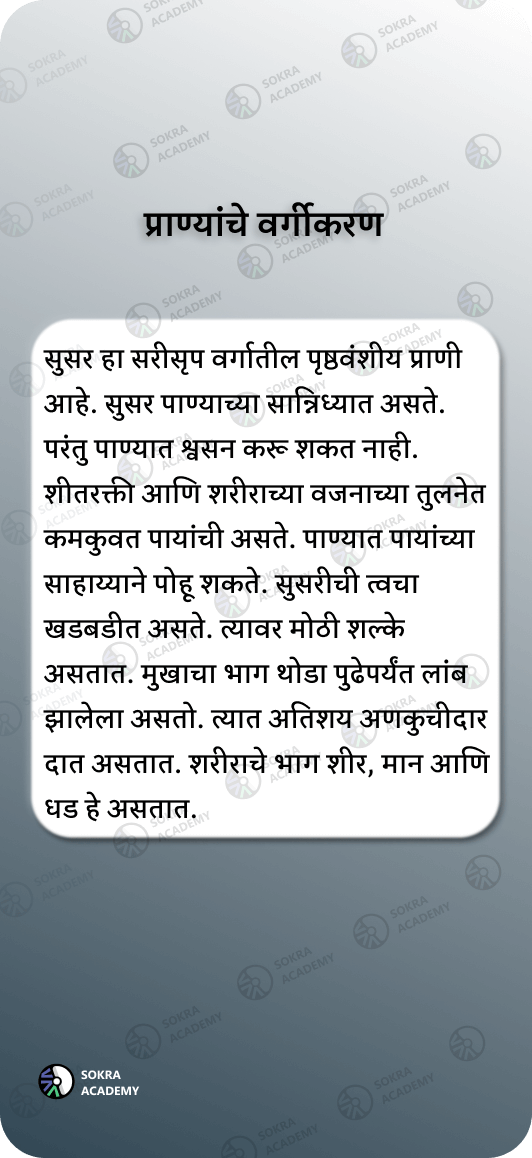 प्राण्यांचे वर्गीकरण
सुसर हा सरीसृप वर्गातील पृष्ठवंशीय प्राणी
आहे. सुसर पाण्याच्या सान्निध्यात असते.
परंतु पाण्यात श्वसन करू शकत नाही.
शीतरक्ती आणि शरीराच्या वजनाच्या तुलनेत
कमकुवत पायांची असते. पाण्यात पायांच्या
साहाय्याने पोहू शकते. सुसरीची त्वचा
खडबडीत असते. त्यावर मोठी शल्के
असतात. मुखाचा भाग थोडा पुढेपर्यंत लांब
झालेला असतो. त्यात अतिशय अणकुचीदार
दात असतात. शरीराचे भाग शीर, मान आणि
धड हे असतात.
SOKRA
ACADEMY